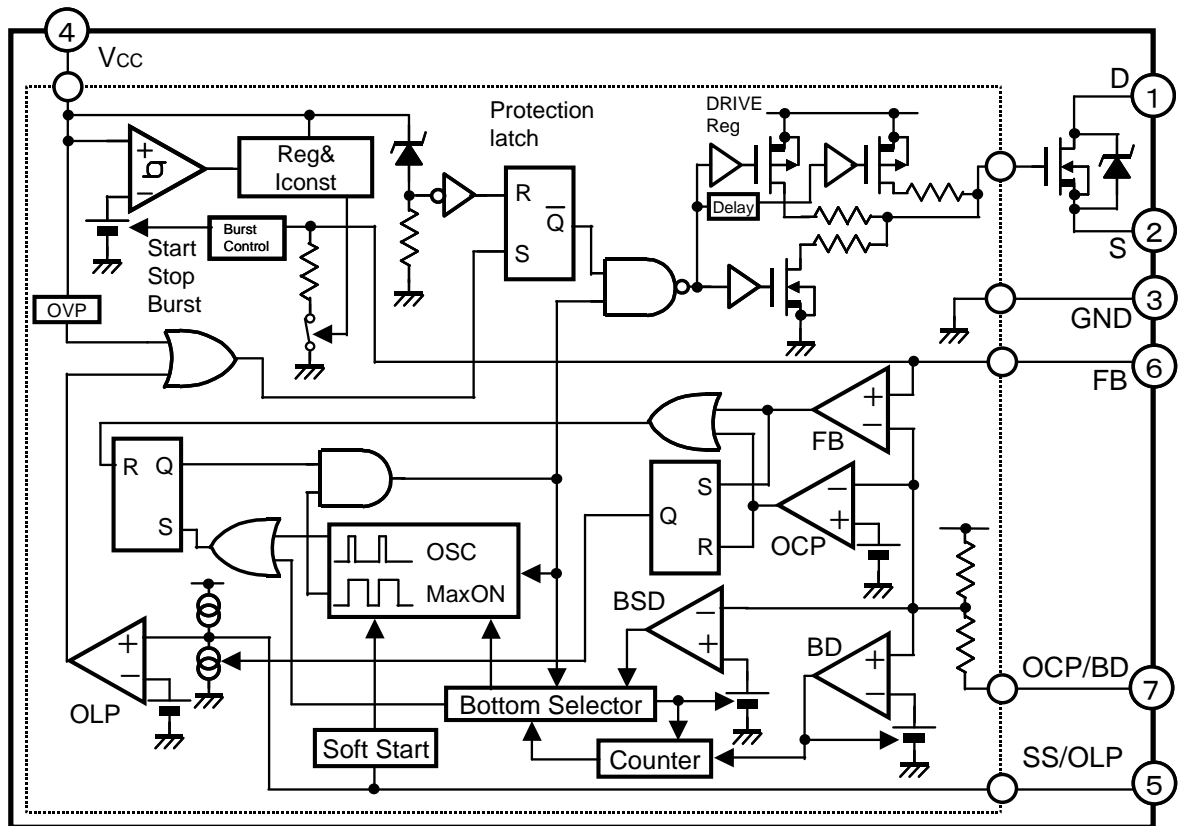 4
VCC
D
1
Protection
latch
DRIVE
Reg
+
−
Reg&
Iconst
R
Q
S
Delay
2
S
Burst
Control
Start
Stop
Burst
OVP
3
GND
6
FB
+
−
FB
R
Q
S
S
Q
R
−
+
OCP
OSC
MaxON
BSD
−
+
BD
+
−
+
−
OLP
OCP/BD
7
Bottom Selector
Soft Start
Counter
SS/OLP
5